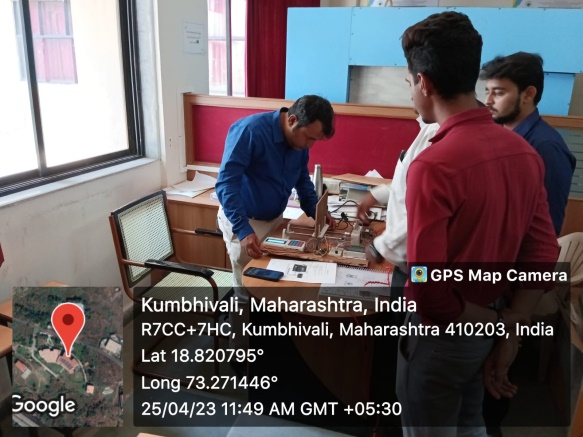 GPS Map Camera
Kumbhivali, Maharashtra, India
R7CC+7HC, Kumbhivali, Maharashtra 410203, India
Lat 18.820795°
Long 73.271446°
25/04/23 11:49 AM GMT +05:30
Google